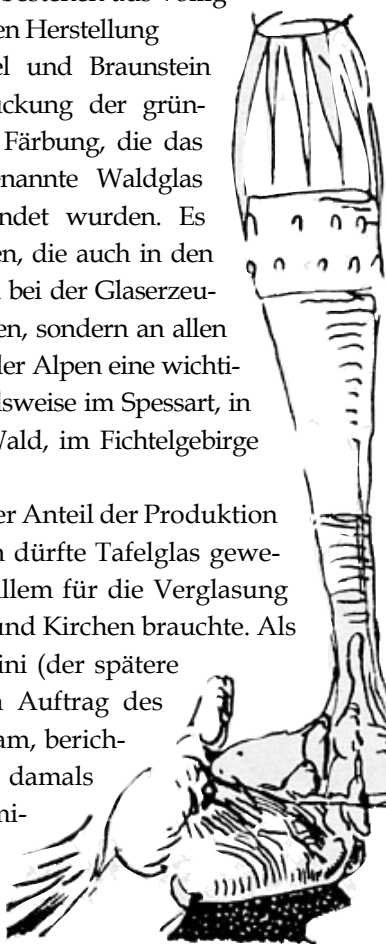 bestehen aus völlig
en Herstellung
el und Braunstein
ckung der grün-
Färbung, die das
enannte Waldglas
ndet wurden. Es
en, die auch in den
bei der Glaserzeu-
en, sondern an allen
der Alpen eine wichti-
lsweise im Spessart, in
Wald, im Fichtelgebirge
er Anteil der Produktion
n dürfte Tafelglas gewe-
llem für die Verglasung
und Kirchen brauchte. Als
ini (der spätere
Auftrag des
am, berich-
damals
ni-